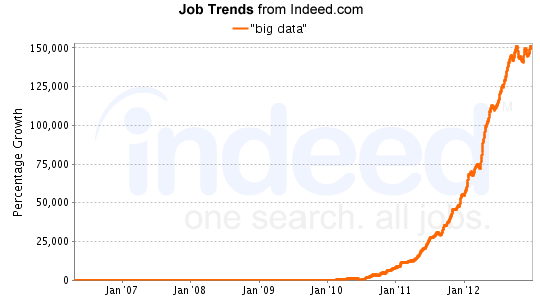 Job Trends from Indeed.com
"big data"
Percentage Growth
150,000
125,000
100,000
75,000
50,000
25,000
0
indeed™
one search. all jobs.
Jan'07 Jan'08 Jan'09 Jan'10 Jan'11 Jan'12